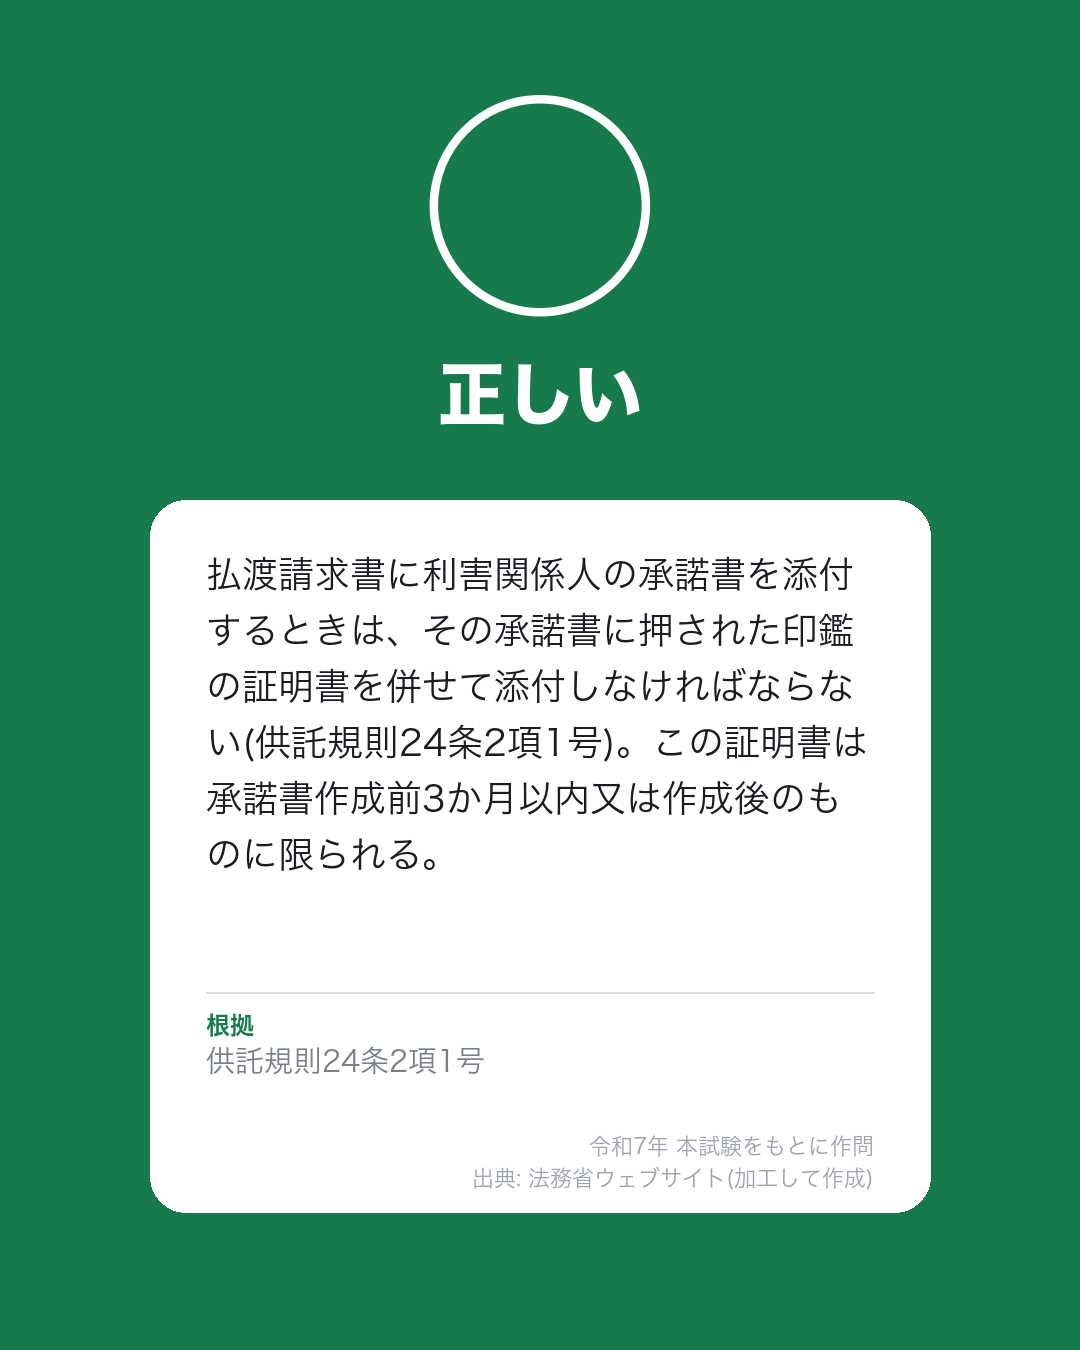 正しい
払渡請求書に利害関係人の承諾書を添付
するときは、その承諾書に押された印鑑
の証明書を併せて添付しなければならな
い(供託規則24条2項1号)。この証明書は
承諾書作成前3か月以内又は作成後のも
のに限られる。
根拠
供託規則24条2項1号
令和7年 本試験をもとに作問
出典: 法務省ウェブサイト(加工して作成)